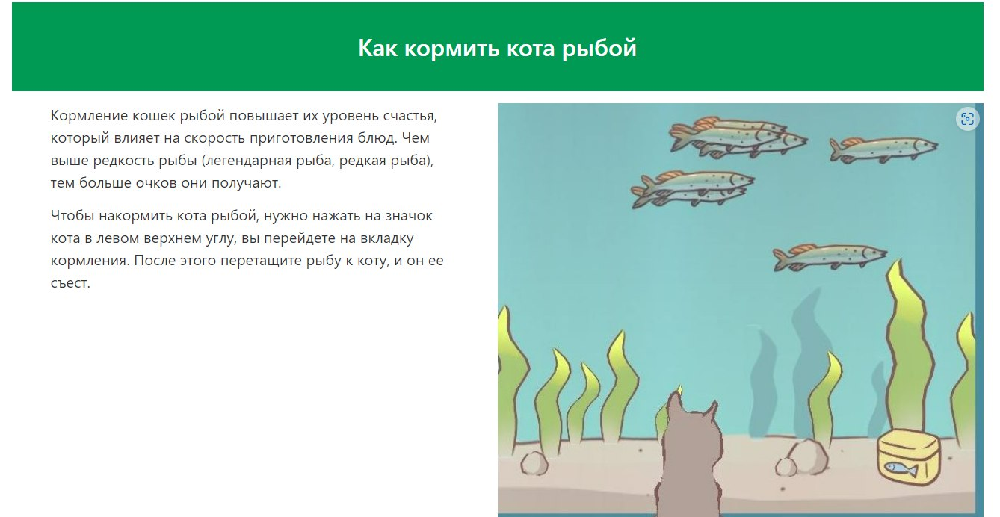 Как кормить кота рыбой
Кормление кошек рыбой повышает их уровень счастья,
который влияет на скорость приготовления блюд. Чем
выше редкость рыбы (легендарная рыба, редкая рыба),
тем больше очков они получают.
Чтобы накормить кота рыбой, нужно нажать на значок
кота в левом верхнем углу, вы перейдете на вкладку
кормления. После этого перетащите рыбу к коту, и он ее
съест.